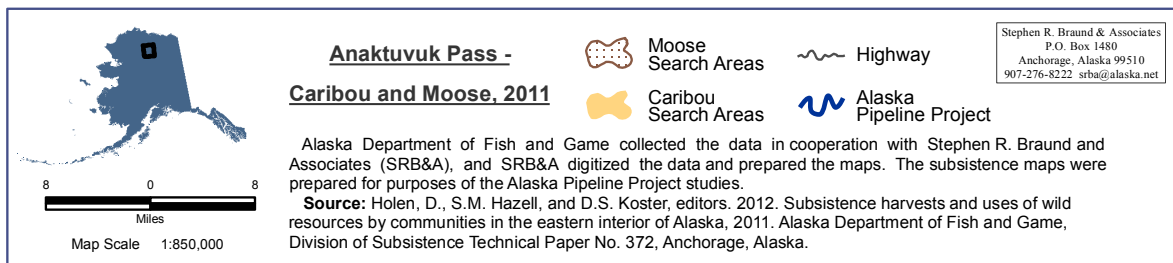 Anaktuvuk Pass -
Caribou and Moose, 2011
Moose
Search Areas
Caribou
Search Areas
Highway
Alaska
Pipeline Project
Stephen R. Braund & Associates
P.O. Box 1480
Anchorage, Alaska 99510
907-276-8222 srba@alaska.net
Alaska Department of Fish and Game collected the data in cooperation with Stephen R. Braund and
Associates (SRB&A), and SRB&A digitized the data and prepared the maps. The subsistence maps were
prepared for purposes of the Alaska Pipeline Project studies.
Source: Holen, D., S.M. Hazell, and D.S. Koster, editors. 2012. Subsistence harvests and uses of wild
resources by communities in the eastern interior of Alaska, 2011. Alaska Department of Fish and Game,
Division of Subsistence Technical Paper No. 372, Anchorage, Alaska.
8 0 8
Miles
Map Scale 1:850,000